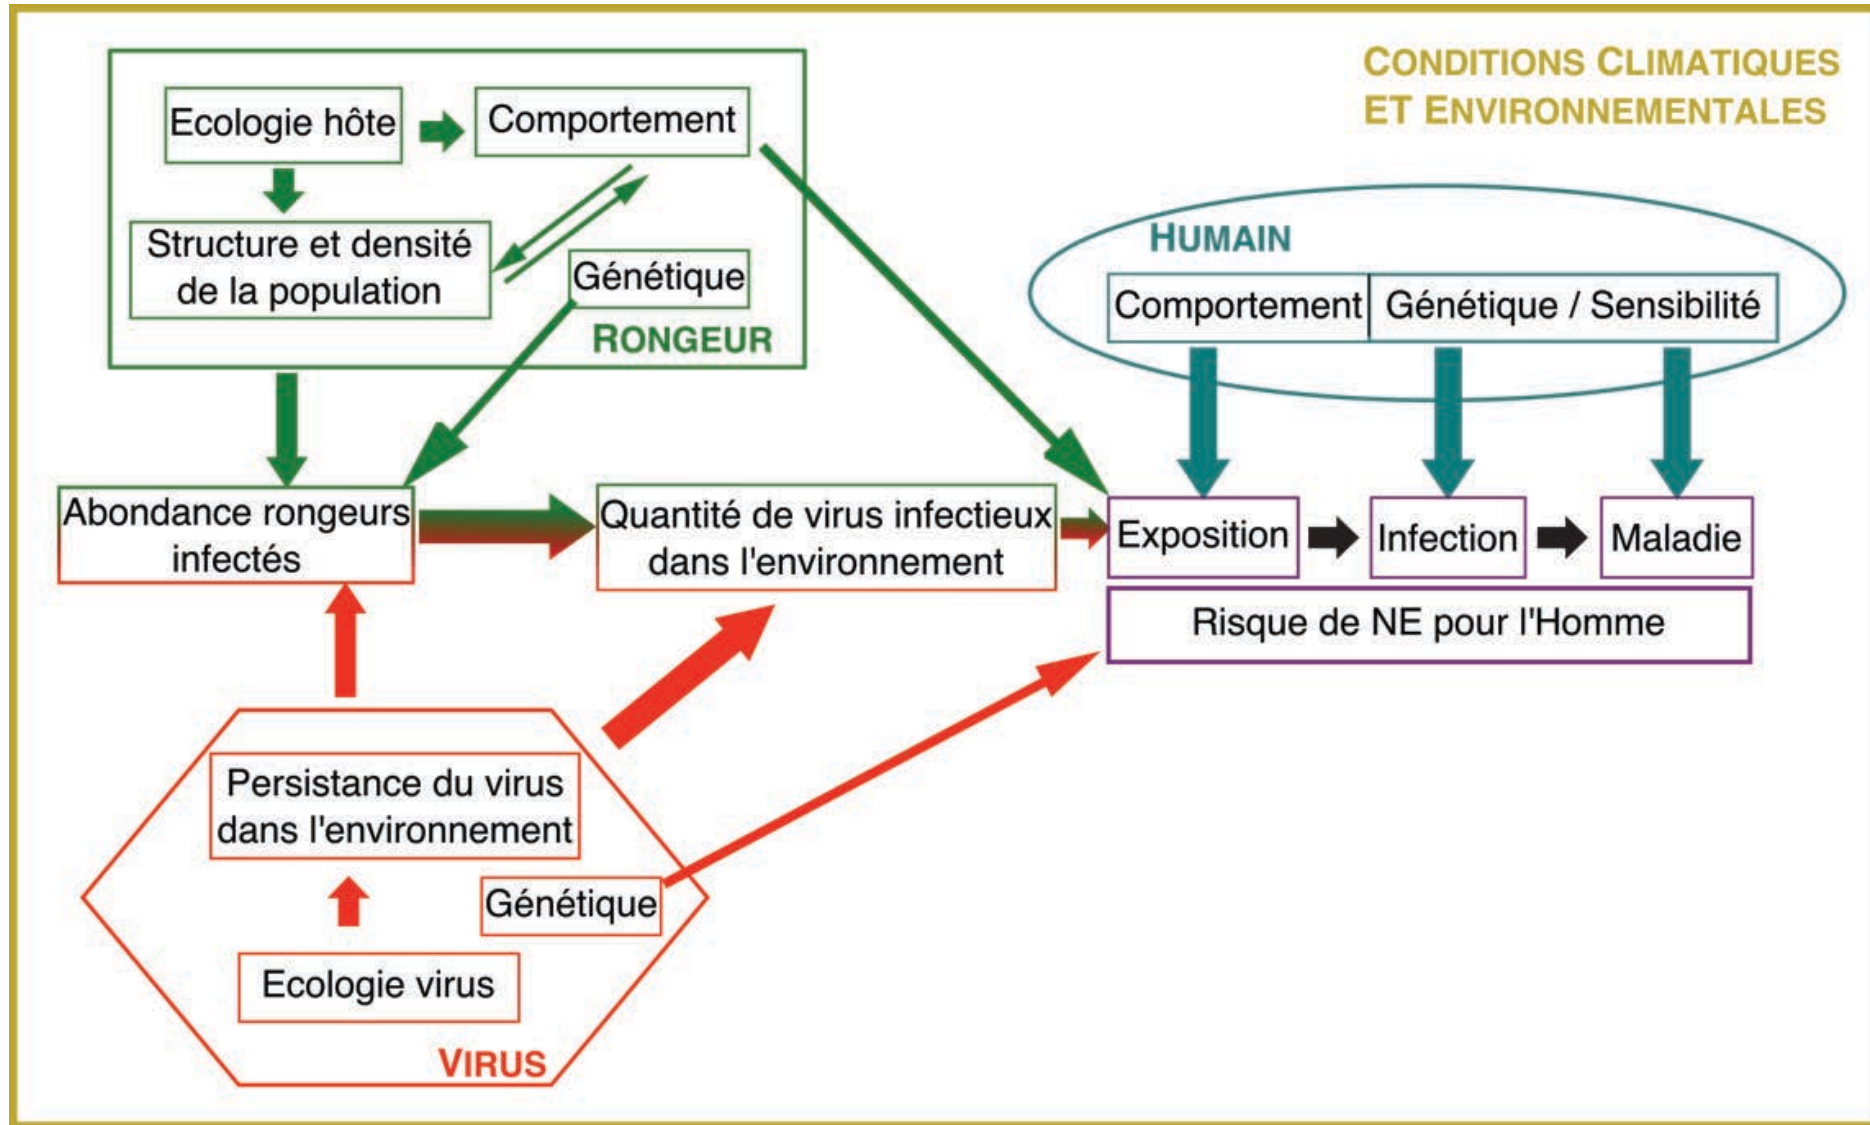 CONDITIONS CLIMATIQUES
ET ENVIRONNEMENTALES
Ecologie hôte
Comportement
Structure et densité
de la population
Génétique
RONGEUR
HUMAIN
Comportement
Génétique / Sensibilité
Abondance rongeurs
infectés
Quantité de virus infectieux
dans l'environnement
Exposition
Infection
Maladie
Risque de NE pour l'Homme
Persistance du virus
dans l'environnement
Génétique
Ecologie virus
VIRUS